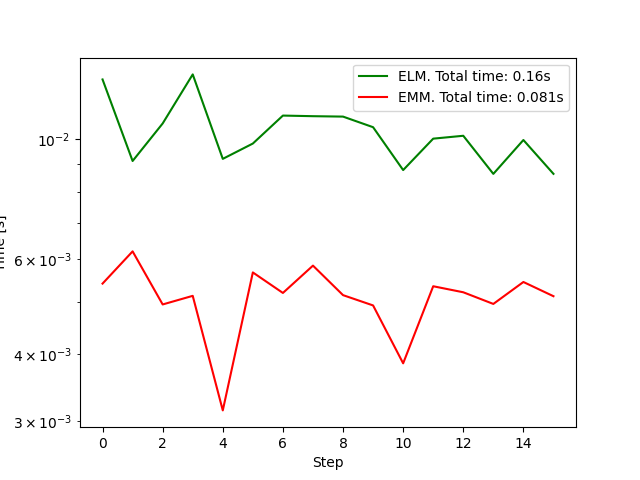 ELM. Total time: 0.16s
EMM. Total time: 0.081s
10⁻²
6 × 10⁻³
4 × 10⁻³
3 × 10⁻³
0 2 4 6 8 10 12 14
Step